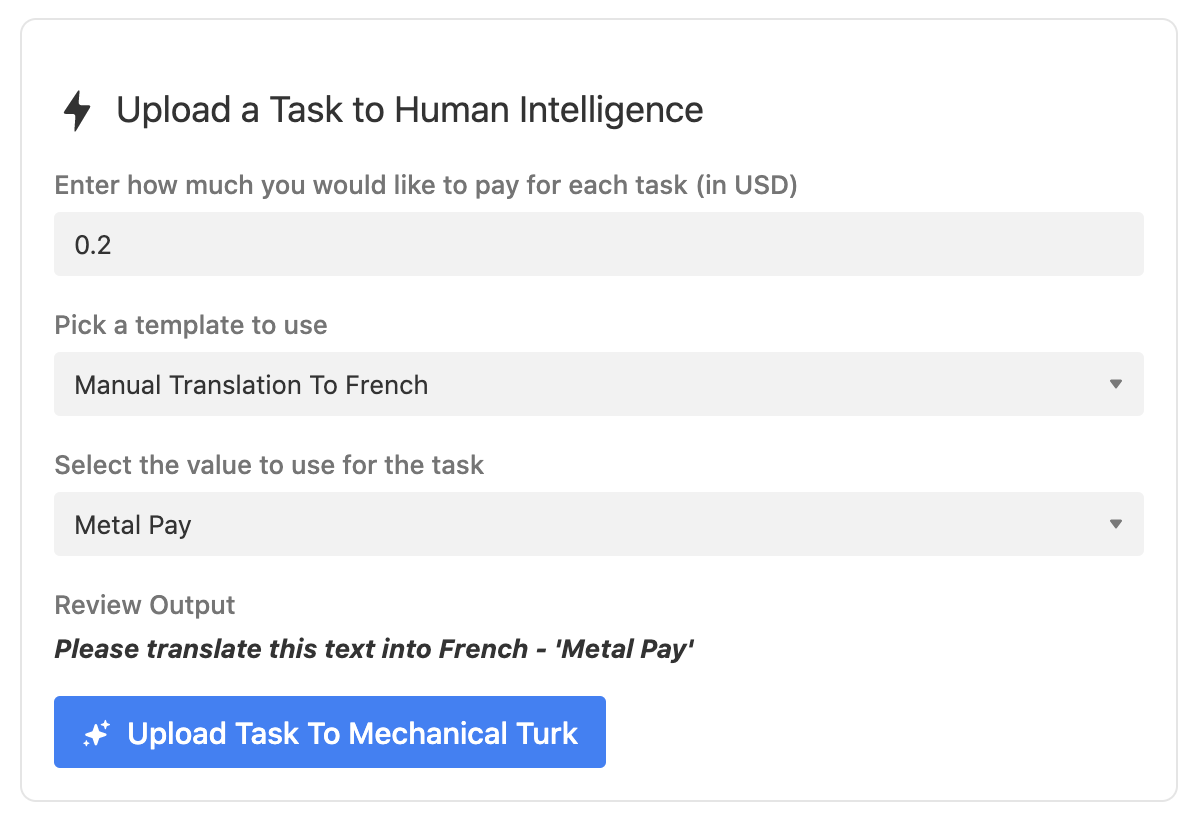 Upload a Task to Human Intelligence
Enter how much you would like to pay for each task (in USD)
0.2
Pick a template to use
Manual Translation To French
Select the value to use for the task
Metal Pay
Review Output
Please translate this text into French - 'Metal Pay'
Upload Task To Mechanical Turk